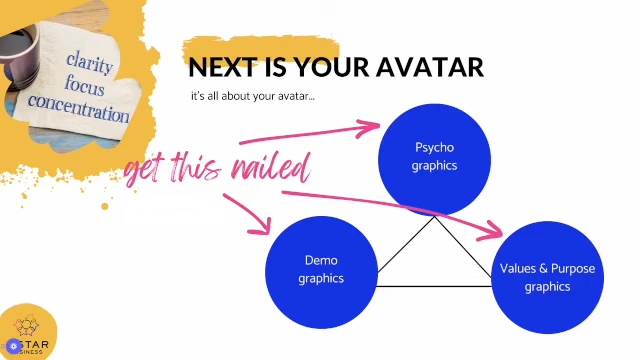 clarity
focus
concentration
NEXT IS YOUR AVATAR
it's all about your avatar...
get this nailed
Psycho
graphics
Demo
graphics
Values & Purpose
graphics
STAR